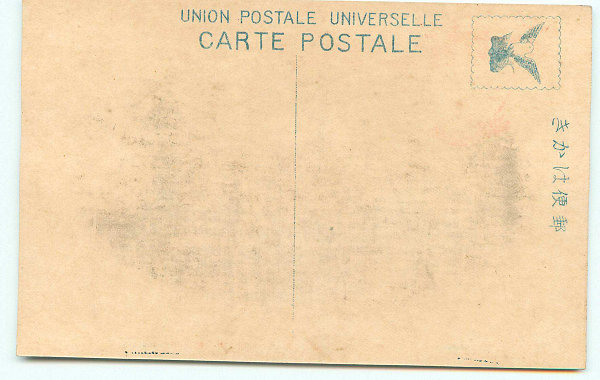 UNION POSTALE UNIVERSELLE
CARTE POSTALE
郵便はかき